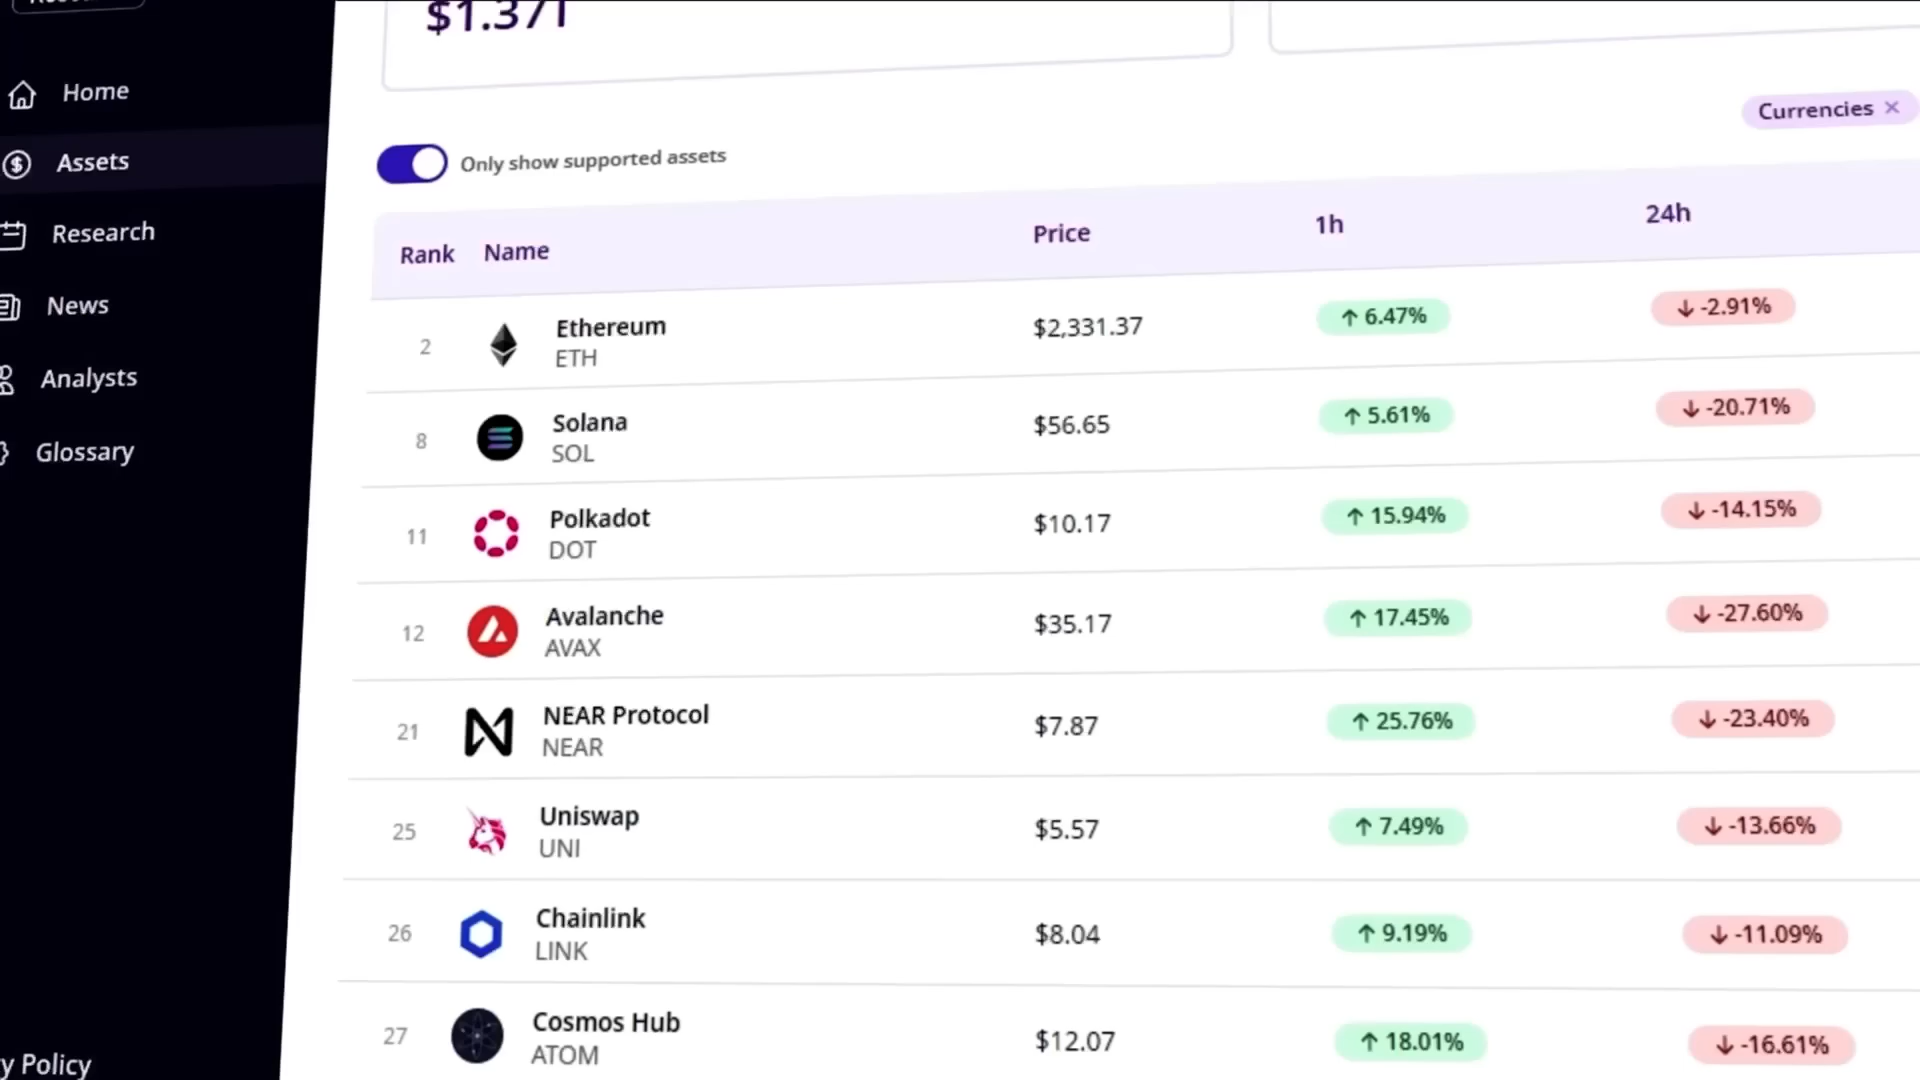 $1.37T
Home
Assets
Research
News
Analysts
Glossary
y Policy
Currencies ×
Only show supported assets
Rank Name Price 1h 24h
2 Ethereum ETH $2,331.37 ↑ 6.47% ↓ -2.91%
8 Solana SOL $56.65 ↑ 5.61% ↓ -20.71%
11 Polkadot DOT $10.17 ↑ 15.94% ↓ -14.15%
12 Avalanche AVAX $35.17 ↑ 17.45% ↓ -27.60%
21 NEAR Protocol NEAR $7.87 ↑ 25.76% ↓ -23.40%
25 Uniswap UNI $5.57 ↑ 7.49% ↓ -13.66%
26 Chainlink LINK $8.04 ↑ 9.19% ↓ -11.09%
27 Cosmos Hub ATOM $12.07 ↑ 18.01% ↓ -16.61%